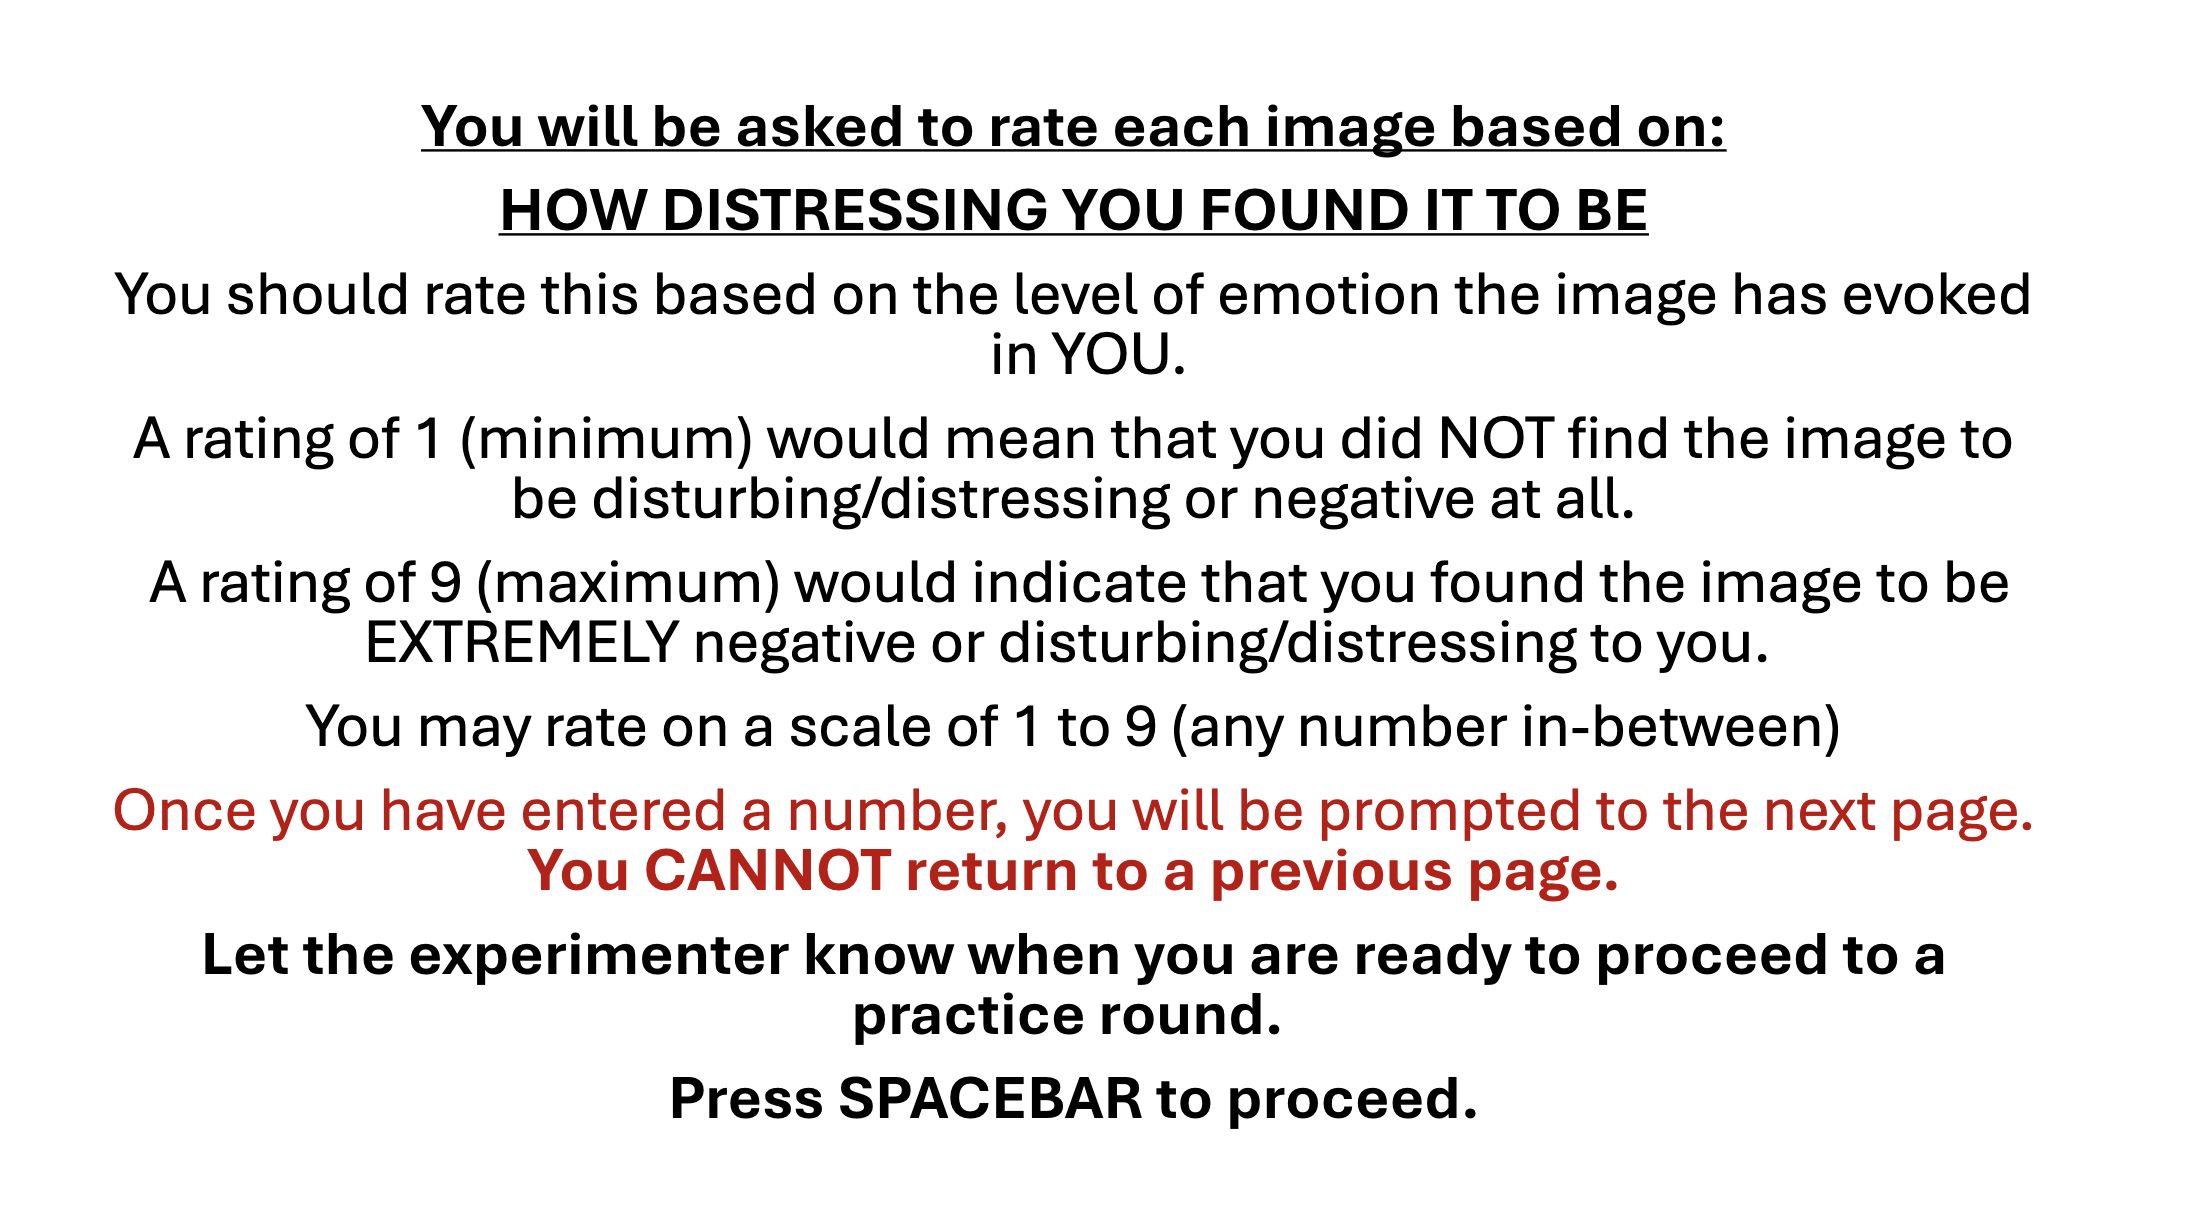 You will be asked to rate each image based on:
HOW DISTRESSING YOU FOUND IT TO BE
You should rate this based on the level of emotion the image has evoked
in YOU.
A rating of 1 (minimum) would mean that you did NOT find the image to
be disturbing/distressing or negative at all.
A rating of 9 (maximum) would indicate that you found the image to be
EXTREMELY negative or disturbing/distressing to you.
You may rate on a scale of 1 to 9 (any number in-between)
Once you have entered a number, you will be prompted to the next page.
You CANNOT return to a previous page.
Let the experimenter know when you are ready to proceed to a
practice round.
Press SPACEBAR to proceed.